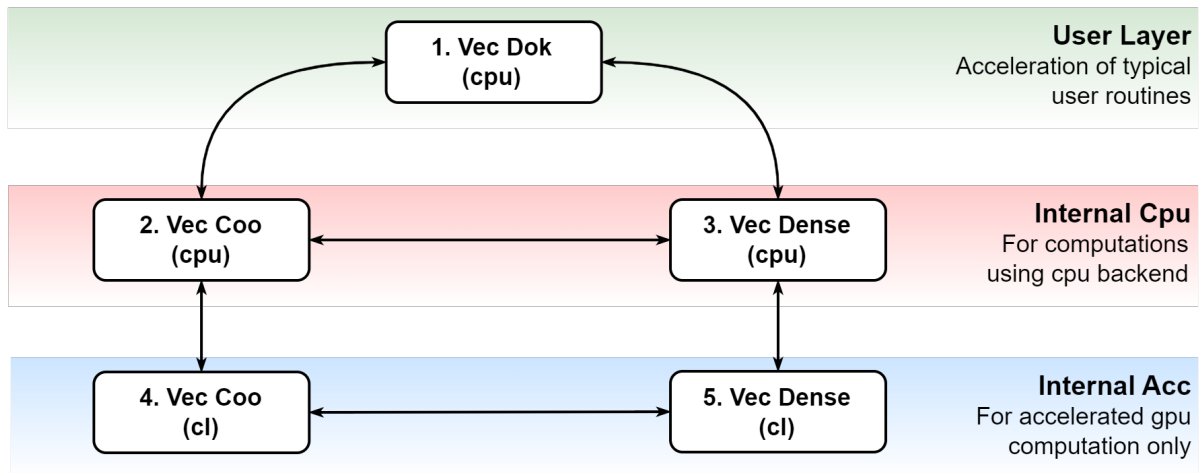 1. Vec Dok
(cpu)
User Layer
Acceleration of typical
user routines
2. Vec Coo
(cpu)
3. Vec Dense
(cpu)
Internal Cpu
For computations
using cpu backend
4. Vec Coo
(cl)
5. Vec Dense
(cl)
Internal Acc
For accelerated gpu
computation only